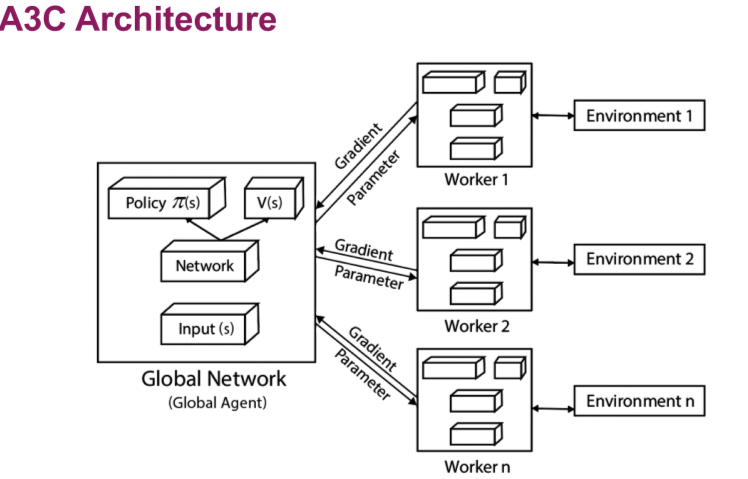 A3C Architecture
Policy π(s)
V(s)
Network
Input (s)
Global Network
(Global Agent)
Gradient
Parameter
Worker 1
Environment 1
Gradient
Parameter
Worker 2
Environment 2
Gradient
Parameter
Worker n
Environment n